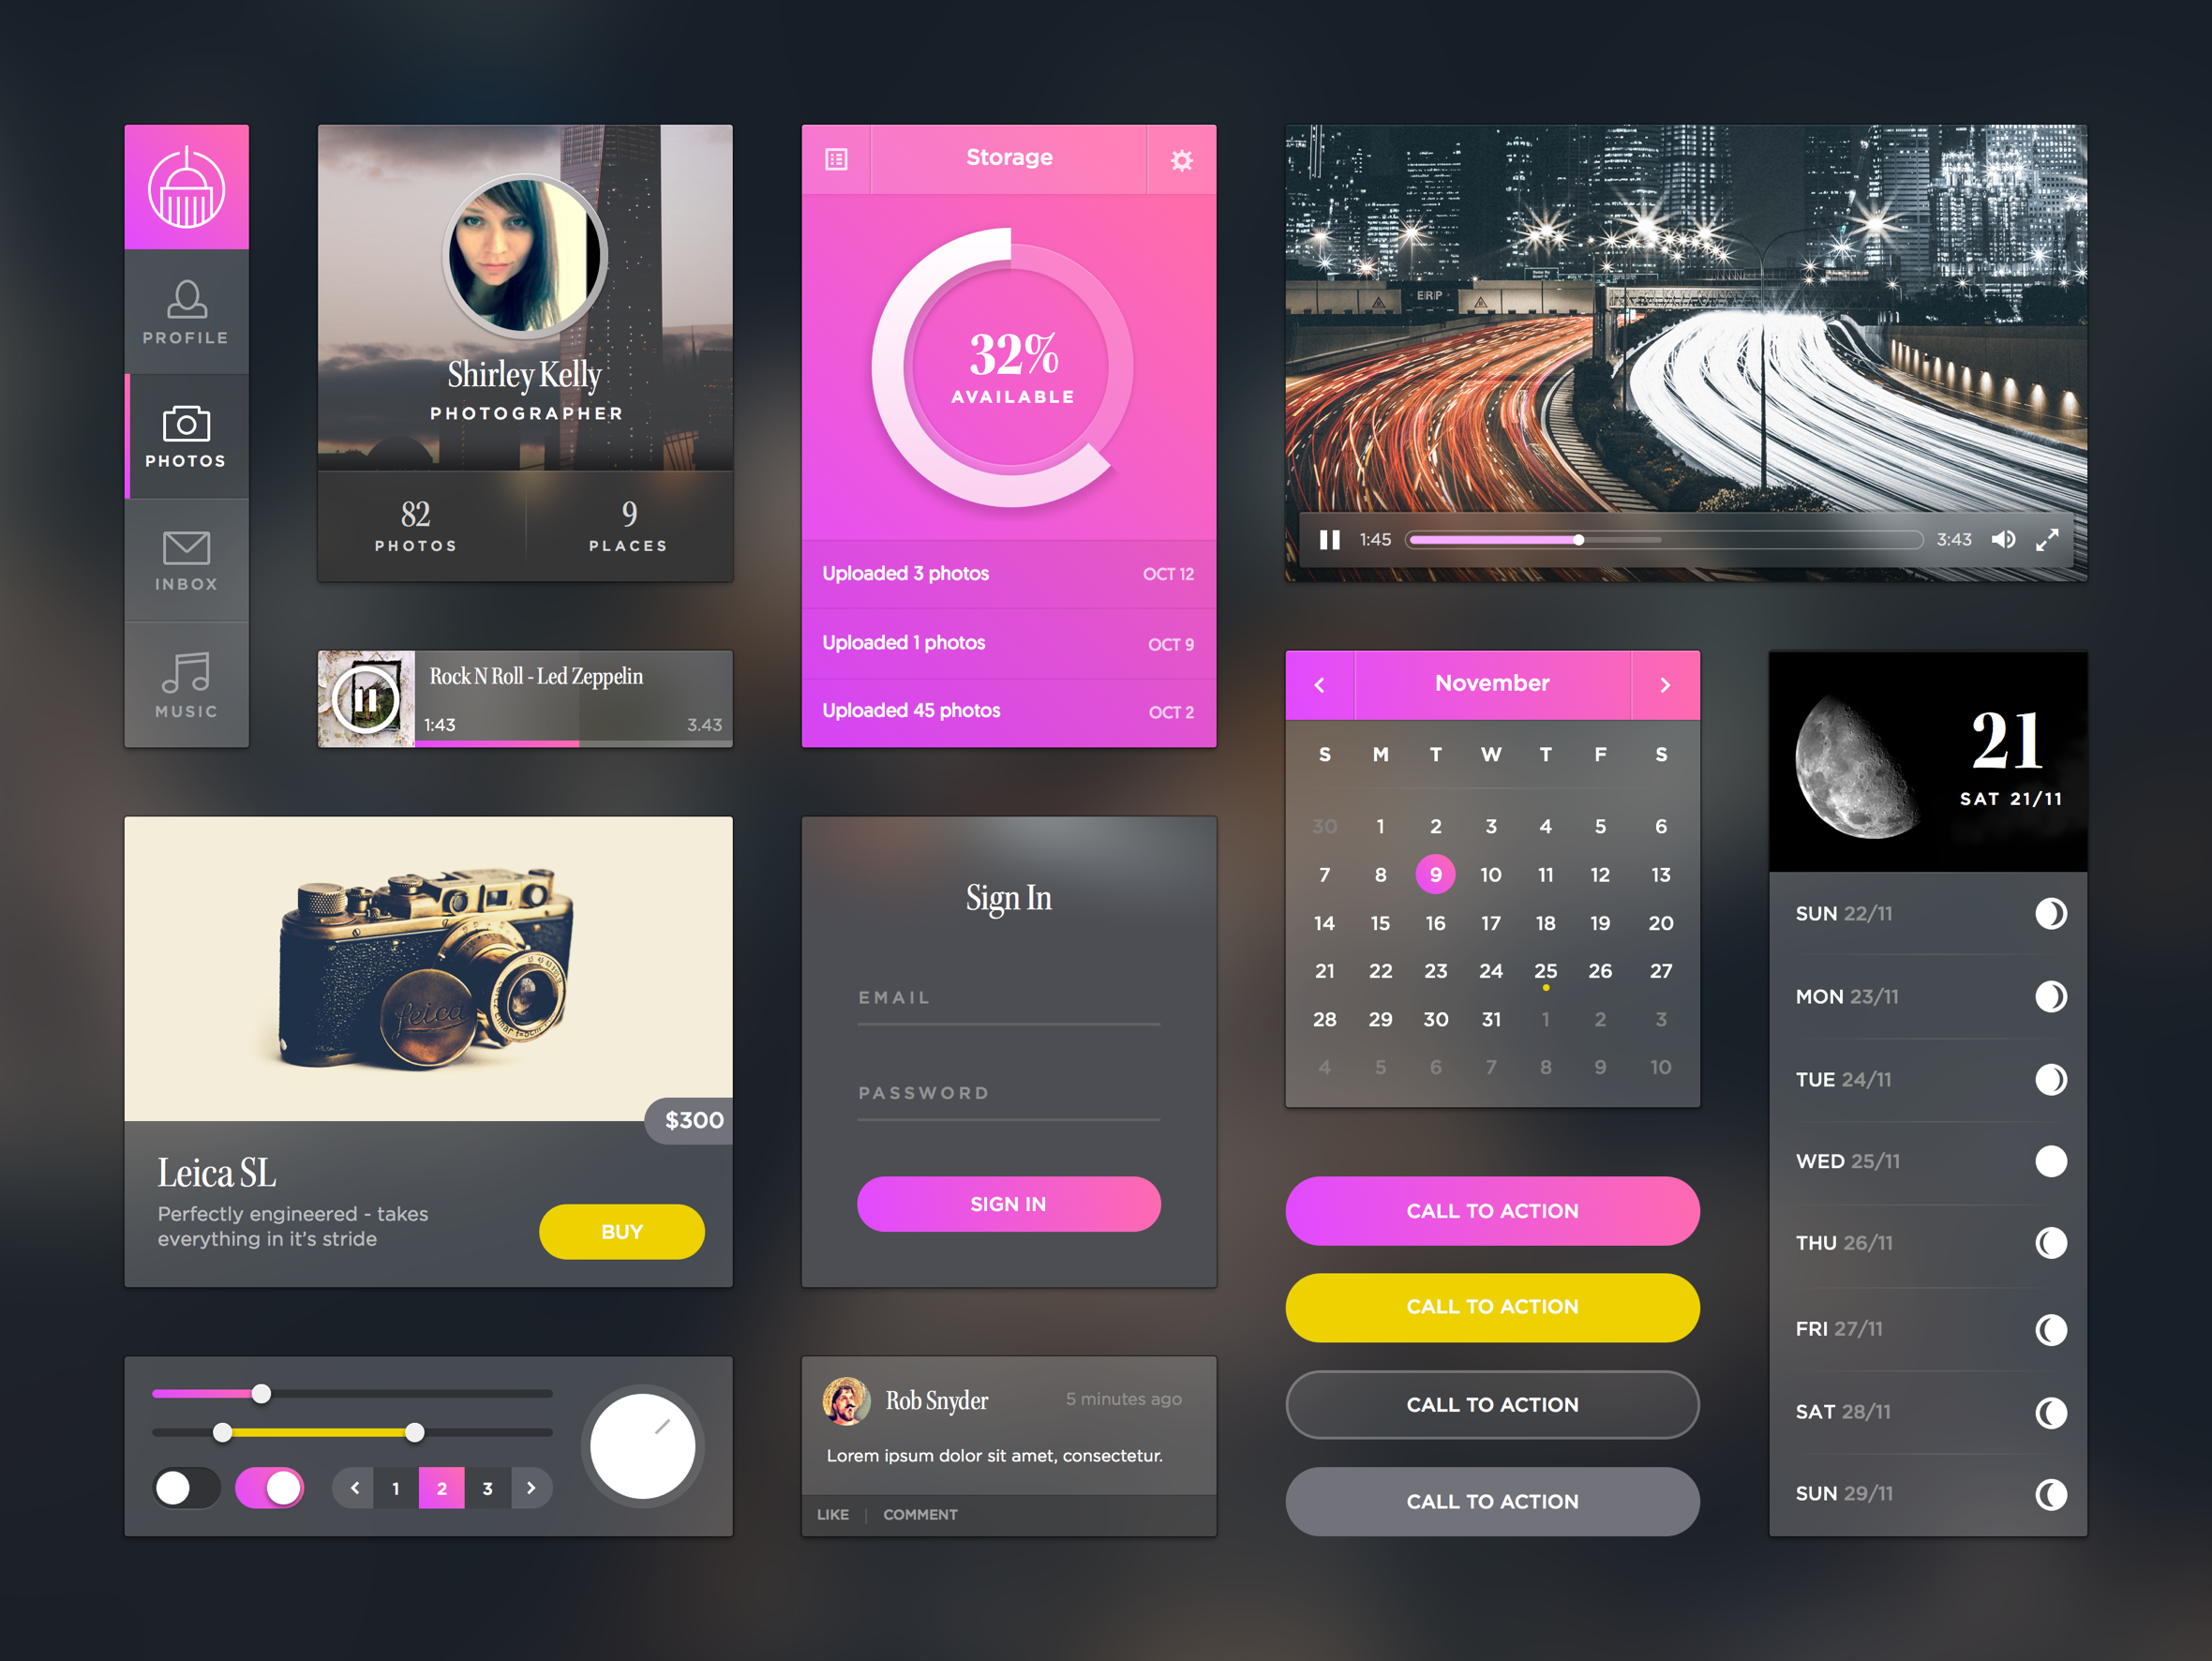 PROFILE
PHOTOS
INBOX
MUSIC
Shirley Kelly
PHOTOGRAPHER
82
PHOTOS
9
PLACES
Rock N Roll - Led Zeppelin
1:43
3.43
Storage
32%
AVAILABLE
Uploaded 3 photos OCT 12
Uploaded 1 photos OCT 9
Uploaded 45 photos OCT 2
ERP
1:45
3:43
November
S M T W T F S
30 1 2 3 4 5 6
7 8 9 10 11 12 13
14 15 16 17 18 19 20
21 22 23 24 25 26 27
28 29 30 31 1 2 3
4 5 6 7 8 9 10
21
SAT 21/11
SUN 22/11
MON 23/11
TUE 24/11
WED 25/11
THU 26/11
FRI 27/11
SAT 28/11
SUN 29/11
Leica
$300
Leica SL
Perfectly engineered - takes
everything in it's stride
BUY
Sign In
EMAIL
PASSWORD
SIGN IN
CALL TO ACTION
CALL TO ACTION
CALL TO ACTION
CALL TO ACTION
1 2 3
Rob Snyder
5 minutes ago
Lorem ipsum dolor sit amet, consectetur.
LIKE | COMMENT